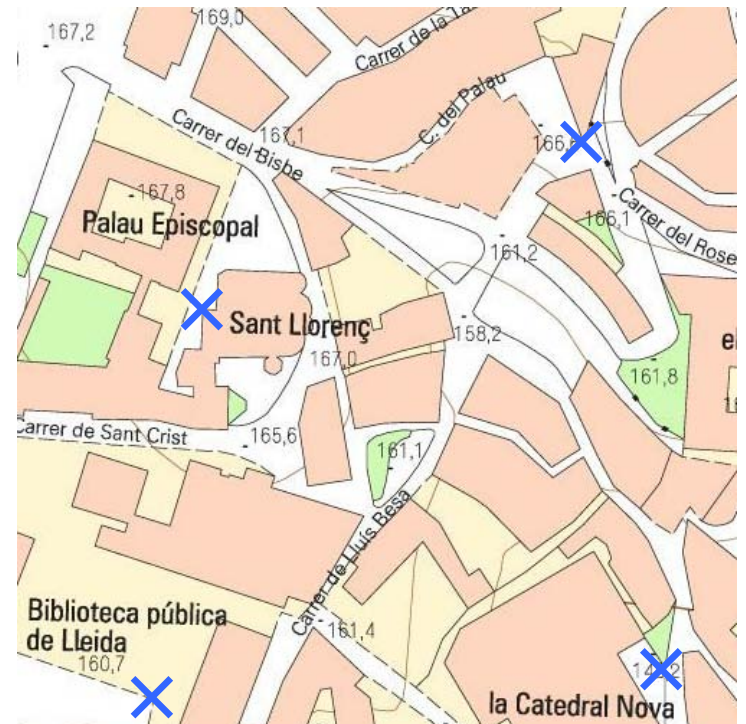 167,2
169,0
Carrer de la
Carrer del Bisbe
167,1
C. del Palau
166,
167,8
Palau Episcopal
166,1
Carrer del Rose
161,2
Sant Llorenç
158,2
167,0
el
161,8
Carrer de Sant Crist
165,6
161,1
Carrer de Lluís Besa
Biblioteca pública
de Lleida
160,7
161,4
la Catedral Nova